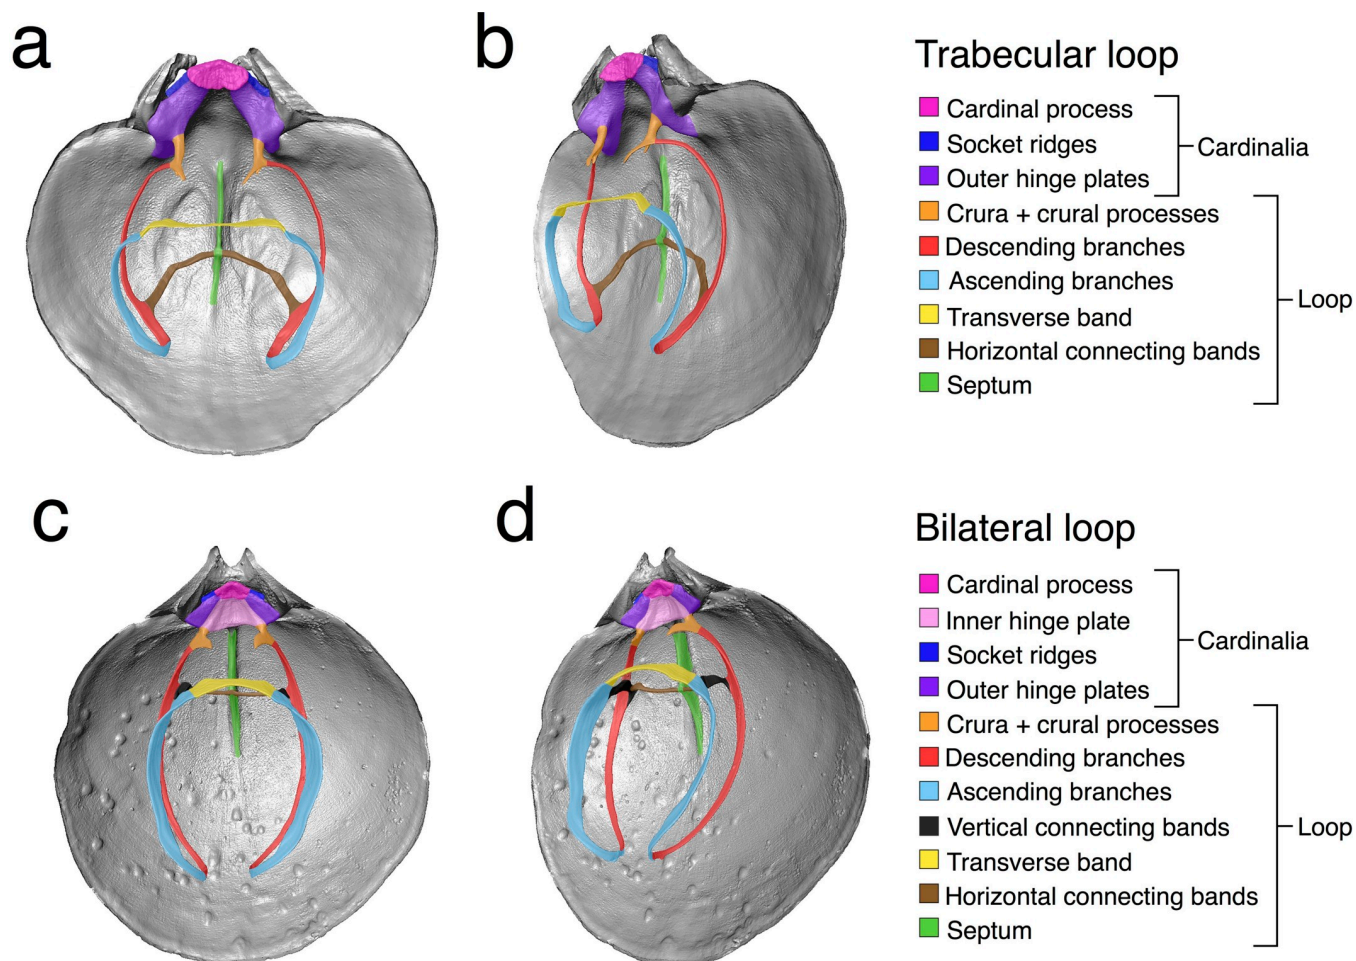 a
b
Trabecular loop
Cardinal process
Socket ridges
Cardinalia
Outer hinge plates
Crura + crural processes
Descending branches
Ascending branches
Loop
Transverse band
Horizontal connecting bands
Septum
c
d
Bilateral loop
Cardinal process
Inner hinge plate
Cardinalia
Socket ridges
Outer hinge plates
Crura + crural processes
Descending branches
Ascending branches
Vertical connecting bands
Loop
Transverse band
Horizontal connecting bands
Septum